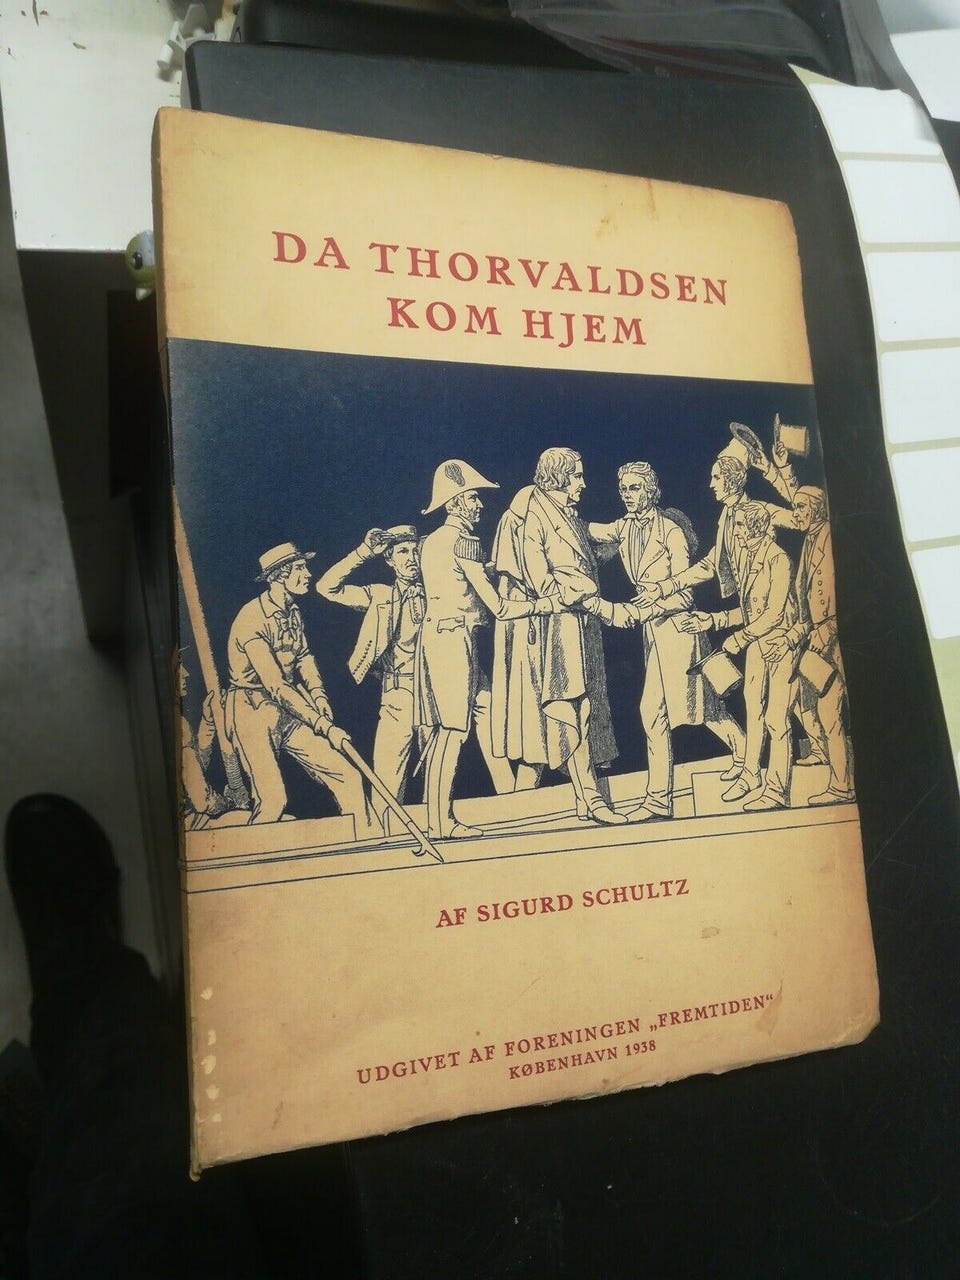 DA THORVALDSEN
KOM HJEM
AF SIGURD SCHULTZ
UDGIVET AF FORENINGEN „FREMTIDEN“
KØBENHAVN 1938